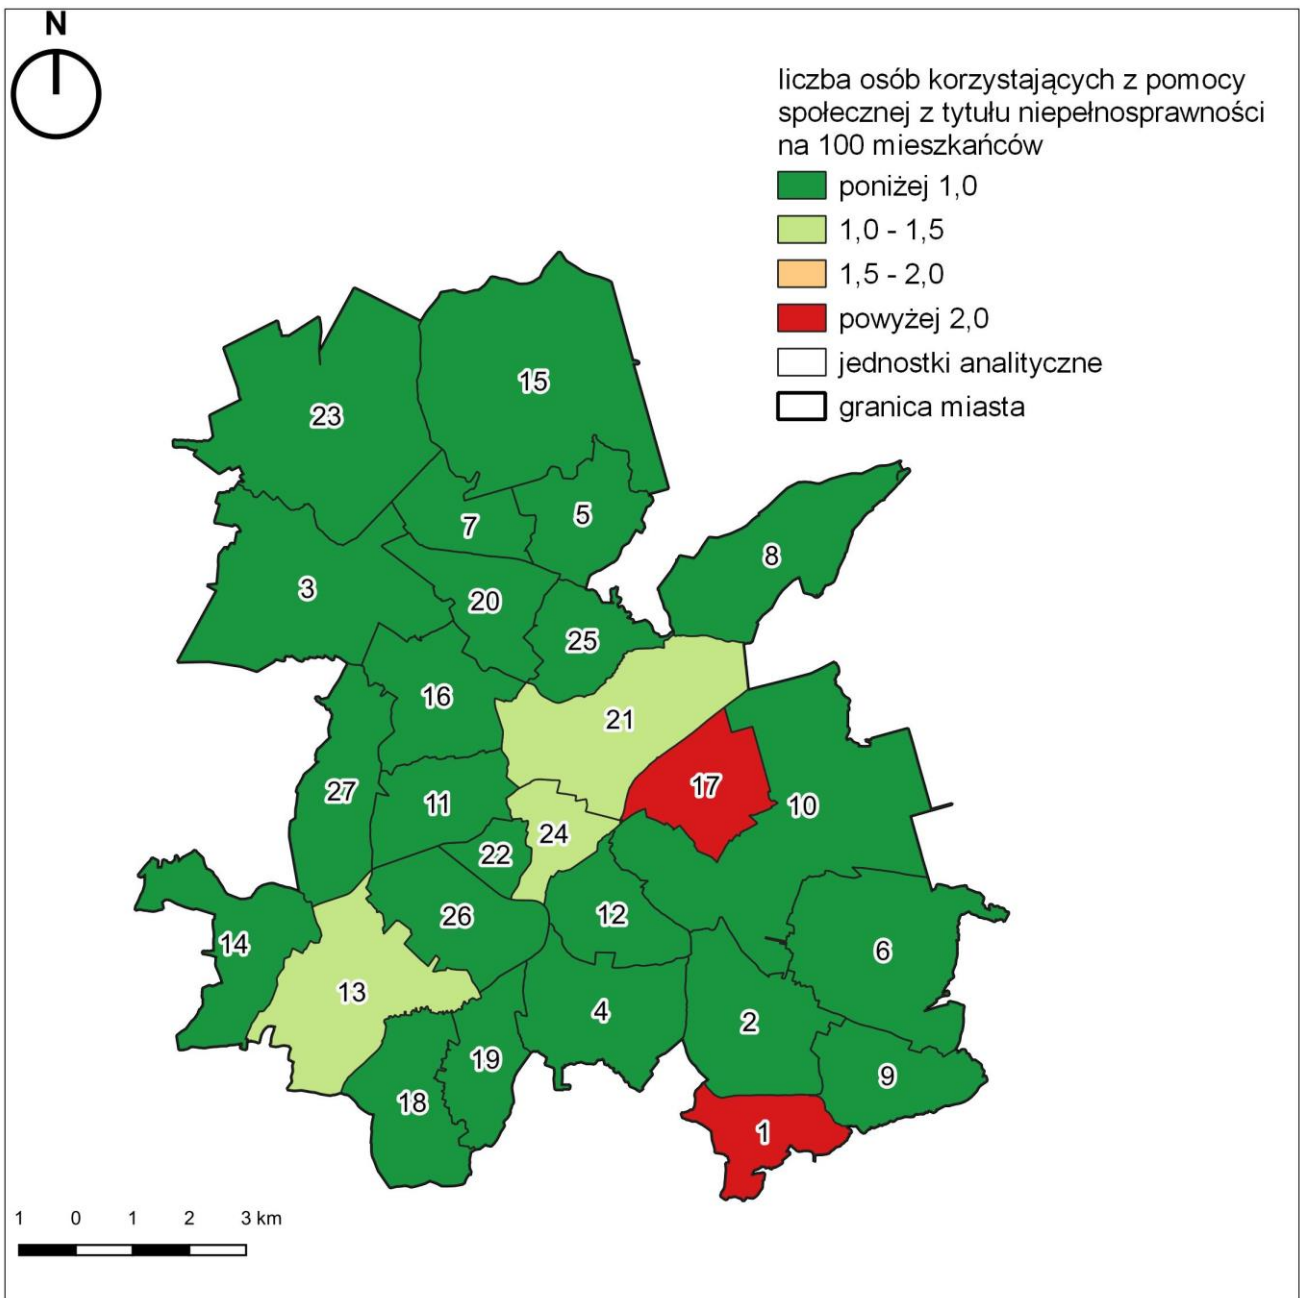 N
liczba osób korzystających z pomocy
społecznej z tytułu niepełnosprawności
na 100 mieszkańców
poniżej 1,0
1,0 - 1,5
1,5 - 2,0
powyżej 2,0
jednostki analityczne
granica miasta
15
23
7
5
8
3
20
25
16
21
17
27
11
10
24
22
12
26
14
6
13
4
2
19
9
18
1
1 0 1 2 3 km